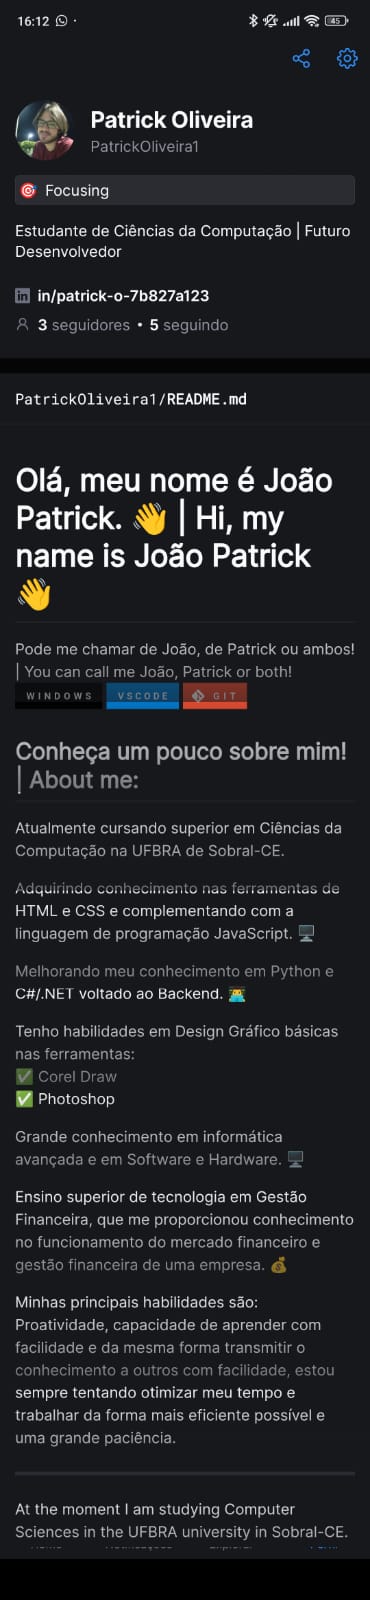 16:12
45
Patrick Oliveira
PatrickOliveira1
🎯 Focusing
Estudante de Ciências da Computação | Futuro
Desenvolvedor
in/patrick-o-7b827a123
3 seguidores • 5 seguindo
PatrickOliveira1/README.md
Olá, meu nome é João
Patrick. 👋 | Hi, my
name is João Patrick
👋
Pode me chamar de João, de Patrick ou ambos!
| You can call me João, Patrick or both!
WINDOWS VSCODE GIT
Conheça um pouco sobre mim!
| About me:
Atualmente cursando superior em Ciências da
Computação na UFBRA de Sobral-CE.
Adquirindo conhecimento nas ferramentas de
HTML e CSS e complementando com a
linguagem de programação JavaScript. 🖥️
Melhorando meu conhecimento em Python e
C#/.NET voltado ao Backend. 👨‍💻
Tenho habilidades em Design Gráfico básicas
nas ferramentas:
✅ Corel Draw
✅ Photoshop
Grande conhecimento em informática
avançada e em Software e Hardware. 🖥️
Ensino superior de tecnologia em Gestão
Financeira, que me proporcionou conhecimento
no funcionamento do mercado financeiro e
gestão financeira de uma empresa. 💰
Minhas principais habilidades são:
Proatividade, capacidade de aprender com
facilidade e da mesma forma transmitir o
conhecimento a outros com facilidade, estou
sempre tentando otimizar meu tempo e
trabalhar da forma mais eficiente possível e
uma grande paciência.
At the moment I am studying Computer
Sciences in the UFBRA university in Sobral-CE.